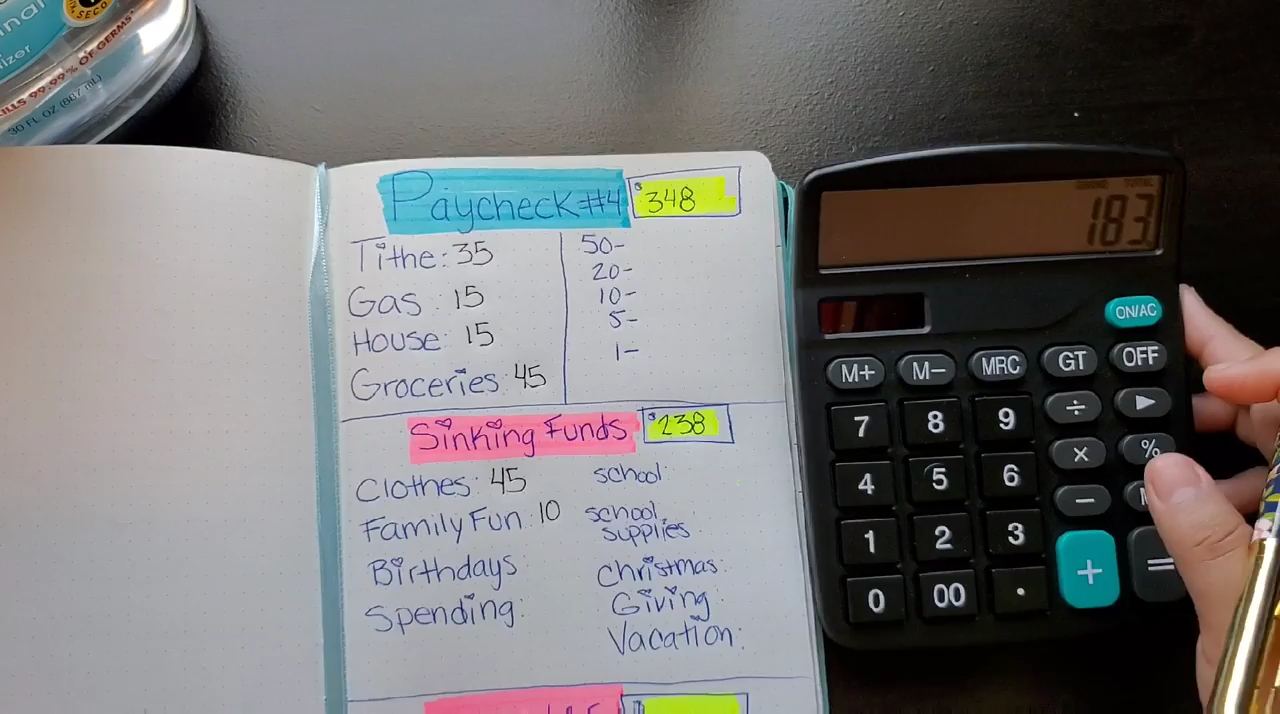 KILLS 99.99% OF GERMS*
30 FL OZ (887 mL)
Paycheck #4 $348
Tithe: 35
Gas: 15
House: 15
Groceries: 45
50-
20-
10-
5-
1-
Sinking Funds $238
Clothes: 45
Family Fun: 10
Birthdays
Spending:
school:
school
supplies
Christmas:
Giving:
Vacation:
183
ON/AC
M+ M- MRC GT OFF
7 8 9 ÷ ▶
4 5 6 × %
1 2 3 −
0 00 . + =